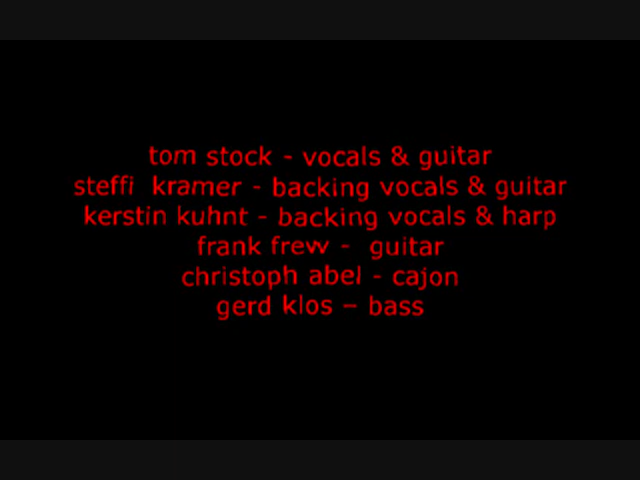 tom stock - vocals & guitar
steffi kramer - backing vocals & guitar
kerstin kuhnt - backing vocals & harp
frank frew - guitar
christoph abel - cajon
gerd klos – bass